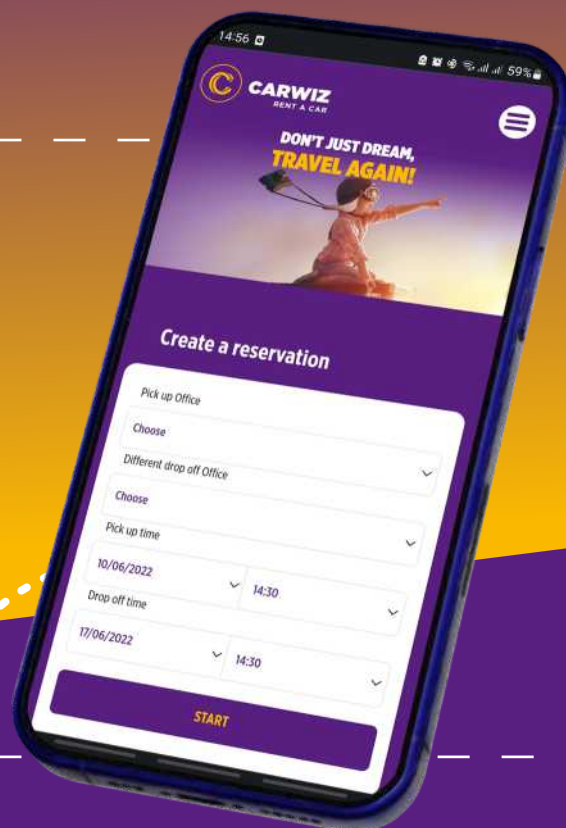 14:56
59%
CARWIZ
RENT A CAR
DON'T JUST DREAM,
TRAVEL AGAIN!
Create a reservation
Pick up Office
Choose
Different drop off Office
Choose
Pick up time
10/06/2022 14:30
Drop off time
17/06/2022 14:30
START